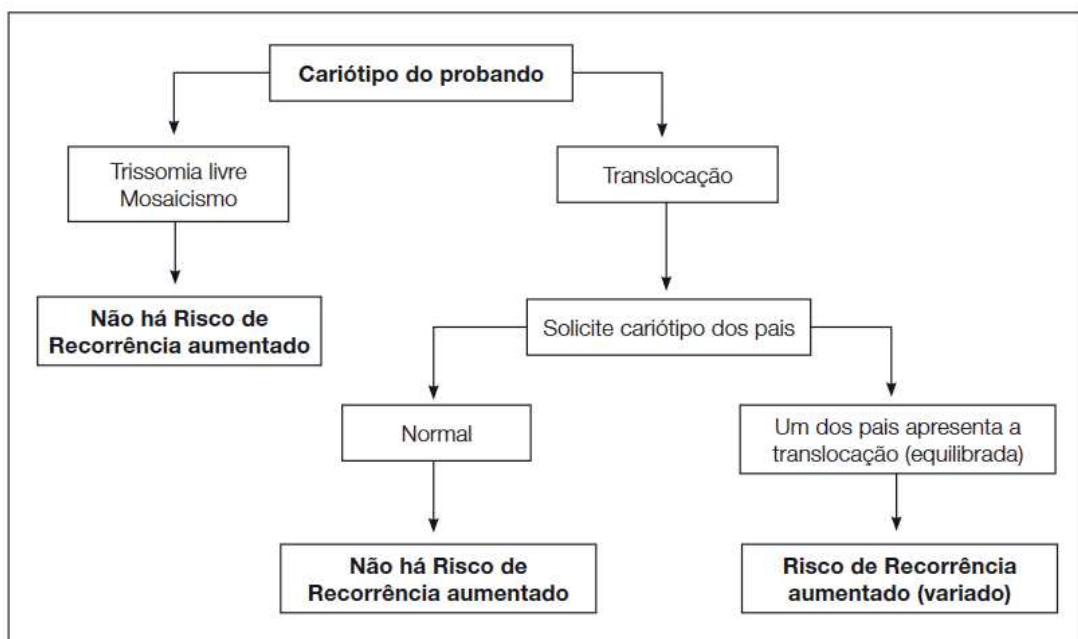 Cariótipo do probando
Trissomia livre
Mosaicismo
Translocação
Não há Risco de
Recorrência aumentado
Solicite cariótipo dos pais
Normal
Um dos pais apresenta a
translocação (equilibrada)
Não há Risco de
Recorrência aumentado
Risco de Recorrência
aumentado (variado)